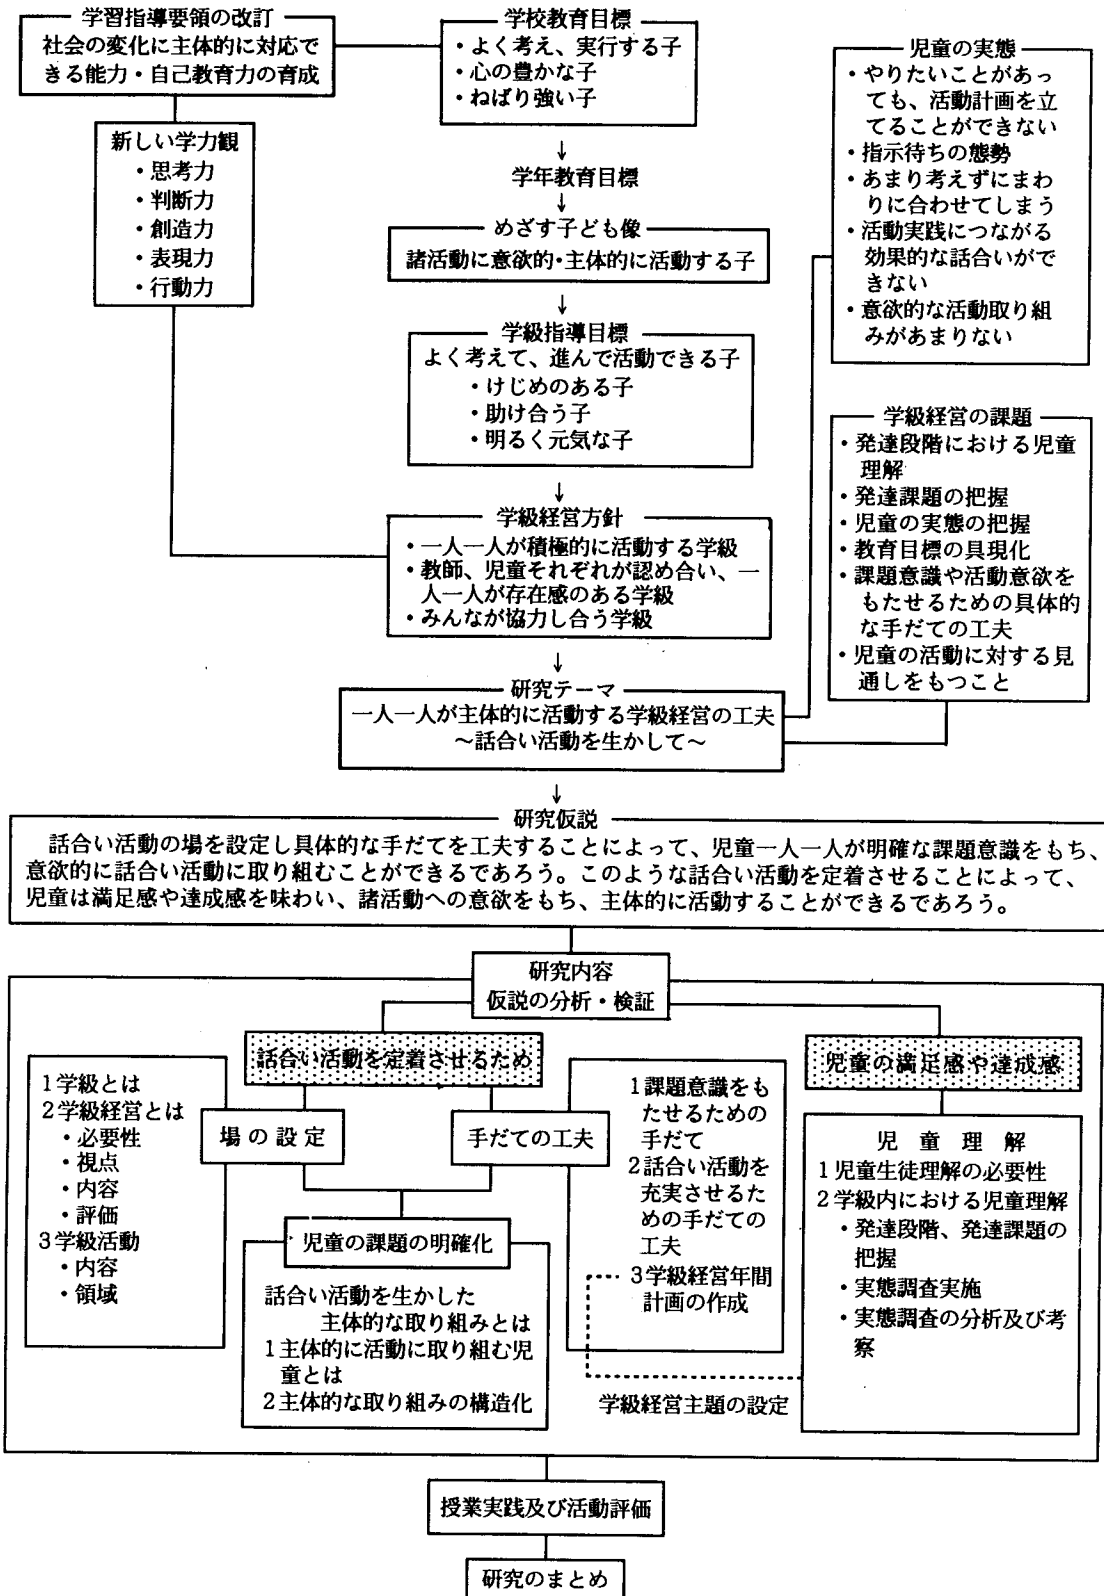 学習指導要領の改訂
社会の変化に主体的に対応で
きる能力・自己教育力の育成
学校教育目標
・よく考え、実行する子
・心の豊かな子
・ねばり強い子
児童の実態
・やりたいことがあっ
ても、活動計画を立
てることができない
・指示待ちの態勢
・あまり考えずにまわ
りに合わせてしまう
・活動実践につながる
効果的な話合いがで
きない
・意欲的な活動取り組
みがあまりない
新しい学力観
・思考力
・判断力
・創造力
・表現力
・行動力
↓
学年教育目標
↓
めざす子ども像
諸活動に意欲的・主体的に活動する子
↓
学級指導目標
よく考えて、進んで活動できる子
・けじめのある子
・助け合う子
・明るく元気な子
↓
学級経営の課題
・発達段階における児童
理解
・発達課題の把握
・児童の実態の把握
・教育目標の具現化
・課題意識や活動意欲を
もたせるための具体的
な手だての工夫
・児童の活動に対する見
通しをもつこと
学級経営方針
・一人一人が積極的に活動する学級
・教師、児童それぞれが認め合い、一
人一人が存在感のある学級
・みんなが協力し合う学級
↓
研究テーマ
一人一人が主体的に活動する学級経営の工夫
～話合い活動を生かして～
↓
研究仮説
話合い活動の場を設定し具体的な手だてを工夫することによって、児童一人一人が明確な課題意識をもち、
意欲的に話合い活動に取り組むことができるであろう。このような話合い活動を定着させることによって、
児童は満足感や達成感を味わい、諸活動への意欲をもち、主体的に活動することができるであろう。
研究内容
仮説の分析・検証
話合い活動を定着させるため
児童の満足感や達成感
1学級とは
2学級経営とは
・必要性
・視点
・内容
・評価
3学級活動
・内容
・領域
場の設定
手だての工夫
児童の課題の明確化
話合い活動を生かした
主体的な取り組みとは
1主体的に活動に取り組む児
童とは
2主体的な取り組みの構造化
1課題意識をも
たせるための
手だて
2話合い活動を
充実させるた
めの手だての
工夫
3学級経営年間
計画の作成
学級経営主題の設定
児童理解
1児童生徒理解の必要性
2学級内における児童理解
・発達段階、発達課題の
把握
・実態調査実施
・実態調査の分析及び考
察
授業実践及び活動評価
研究のまとめ